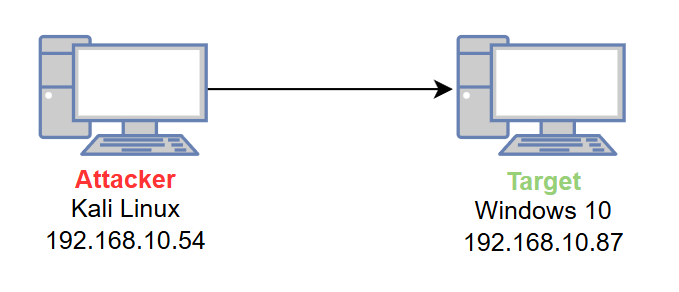 Attacker
Kali Linux
192.168.10.54
Target
Windows 10
192.168.10.87